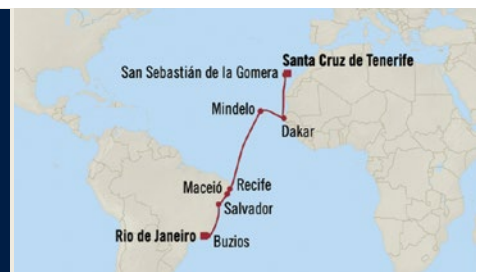 Santa Cruz de Tenerife
San Sebastián de la Gomera
Mindelo
Dakar
Maceió
Recife
Salvador
Rio de Janeiro
Buzios